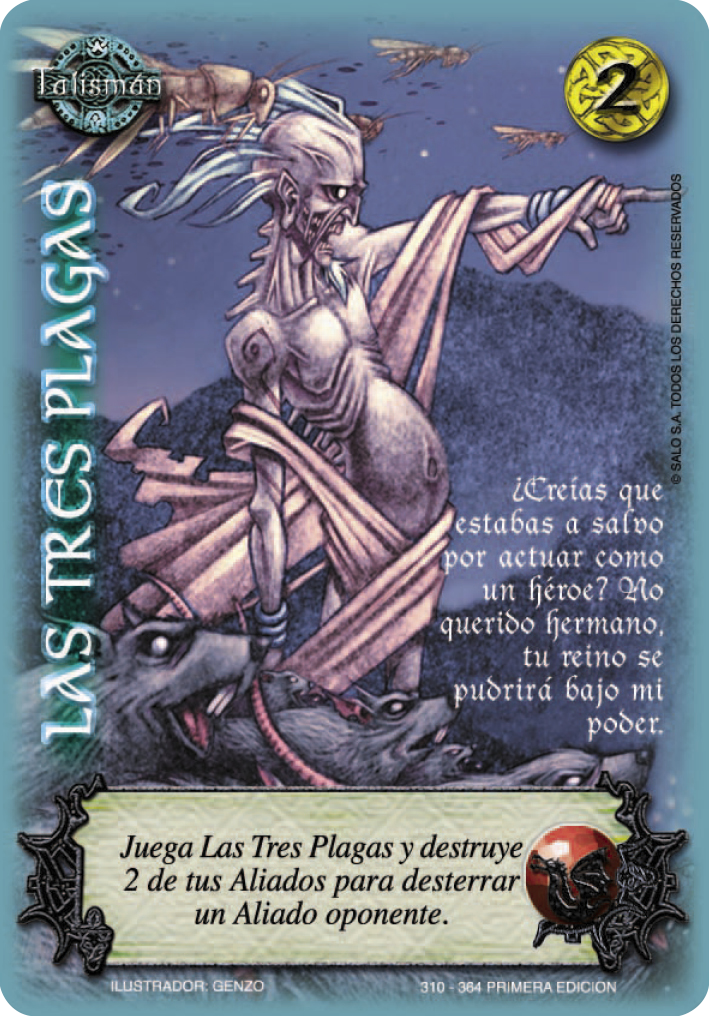 Talismán
2
LAS TRES PLAGAS
© SALO S.A. TODOS LOS DERECHOS RESERVADOS
¿Creías que
estabas a salvo
por actuar como
un héroe? No
querido hermano,
tu reino se
pudrirá bajo mi
poder.
Juega Las Tres Plagas y destruye
2 de tus Aliados para desterrar
un Aliado oponente.
ILUSTRADOR: GENZO
310 - 364 PRIMERA EDICION